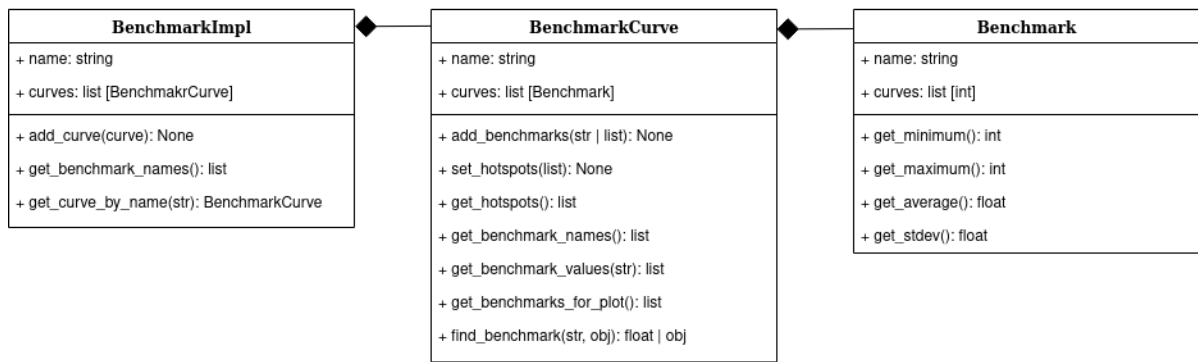 BenchmarkImpl
+ name: string
+ curves: list [BenchmakrCurve]
+ add_curve(curve): None
+ get_benchmark_names(): list
+ get_curve_by_name(str): BenchmarkCurve
BenchmarkCurve
+ name: string
+ curves: list [Benchmark]
+ add_benchmarks(str | list): None
+ set_hotspots(list): None
+ get_hotspots(): list
+ get_benchmark_names(): list
+ get_benchmark_values(str): list
+ get_benchmarks_for_plot(): list
+ find_benchmark(str, obj): float | obj
Benchmark
+ name: string
+ curves: list [int]
+ get_minimum(): int
+ get_maximum(): int
+ get_average(): float
+ get_stdev(): float